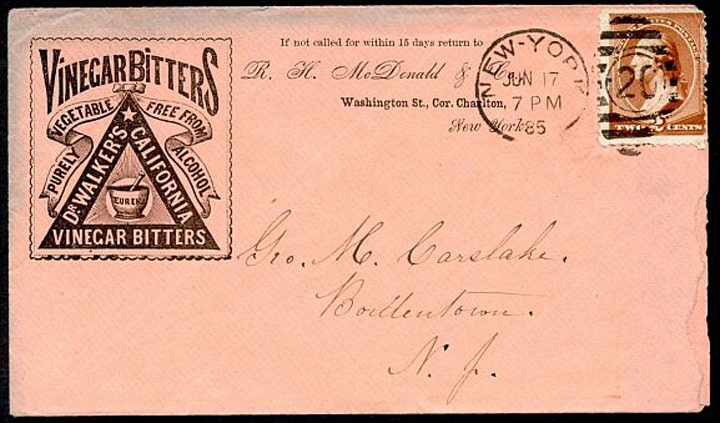 VINEGAR BITTERS
PURELY VEGETABLE FREE FROM ALCOHOL
DR WALKER'S CALIFORNIA
EUREKA
VINEGAR BITTERS
If not called for within 15 days return to
R. H. McDonald & Co.
Washington St., Cor. Charlton,
New York.
NEW-YORK
JUN 17
7 PM
85
20
TWO CENTS
Geo. M. Carslake.
Bordentown.
N. J.